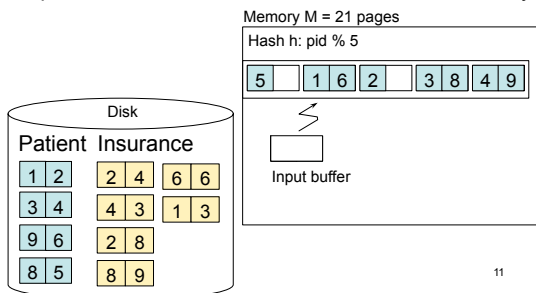 Memory M = 21 pages
Hash h: pid % 5
5 1 6 2 3 8 4 9
Input buffer
Disk
Patient Insurance
1 2 2 4 6 6
3 4 4 3 1 3
9 6 2 8
8 5 8 9
11